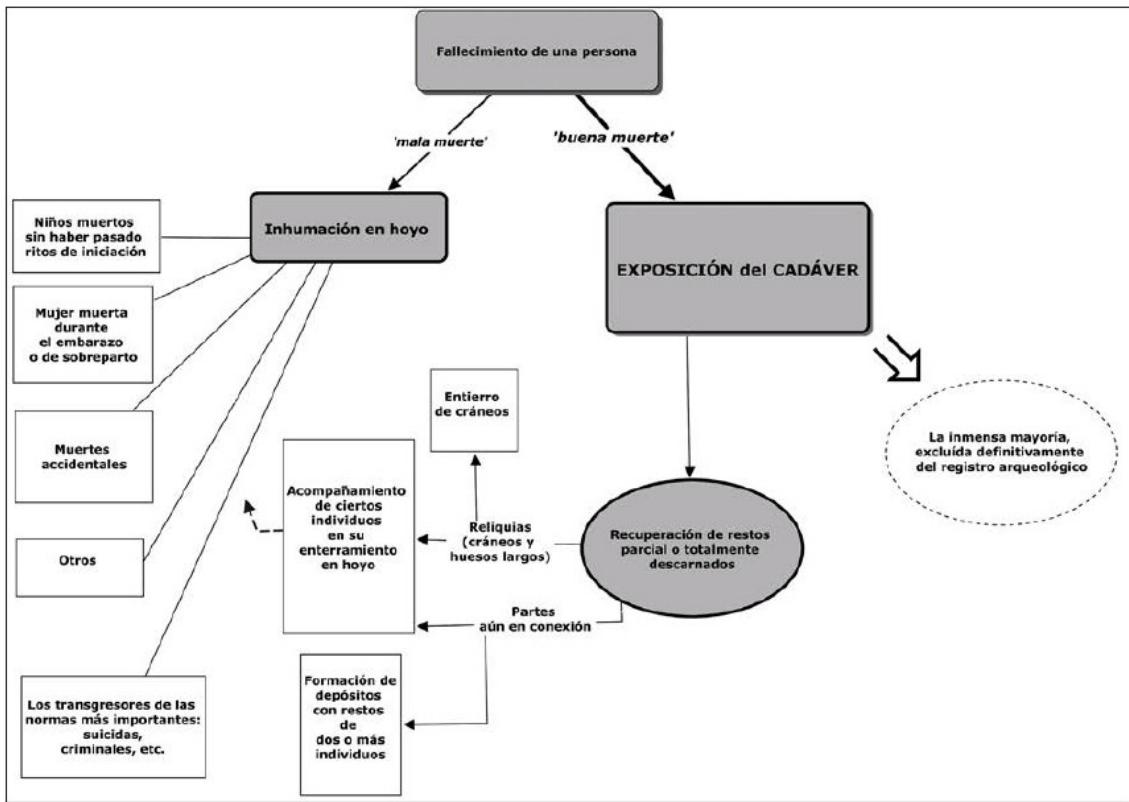 Fallecimiento de una persona
'mala muerte'
'buena muerte'
Inhumación en hoyo
EXPOSICIÓN del CADÁVER
Niños muertos
sin haber pasado
ritos de iniciación
Mujer muerta
durante
el embarazo
o de sobreparto
Muertes
accidentales
Otros
Los transgresores de las
normas más importantes:
suicidas,
criminales, etc.
Entierro
de cráneos
Acompañamiento
de ciertos
individuos
en su
enterramiento
en hoyo
Reliquias
(cráneos y
huesos largos)
Recuperación de restos
parcial o totalmente
descarnados
Partes
aún en conexión
Formación de
depósitos
con restos
de
dos o más
individuos
La inmensa mayoría,
excluída definitivamente
del registro arqueológico